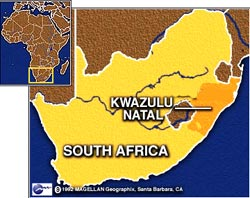 KWAZULU
NATAL
SOUTH AFRICA
© 1992 MAGELLAN Geographix, Santa Barbara, CA